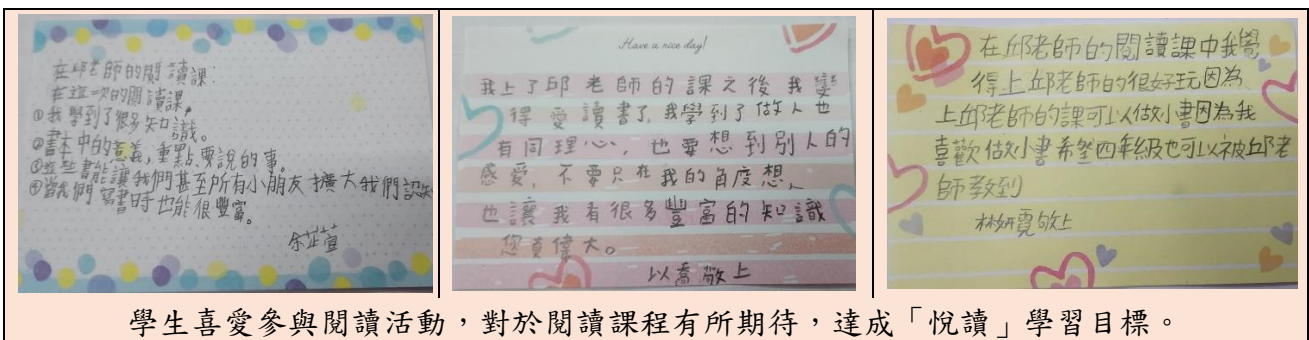 在邱老師的閱讀課:
在這一次的閱讀課,
①我學到了很多知識。
②書本中的意義,重點,要說的事。
③這些書能讓我們甚至所有小朋友擴大我們認知
④當我們寫書時也能很豐富。
余芷萱
Have a nice day!
我上了邱老師的課之後我變
得愛讀書了,我學到了做人也
有同理心,也要想到別人的
感愛,不要只在我的角度想,
也讓我有很多豐富的知識
您真偉大。
以喬敬上
在邱老師的閱讀課中我覺
得上邱老師的很好玩因為
上邱老師的課可以做小書因為我
喜歡做小書希望四年級也可以被邱老
師教到
林妍霓敬上
學生喜愛參與閱讀活動,對於閱讀課程有所期待,達成「悅讀」學習目標。